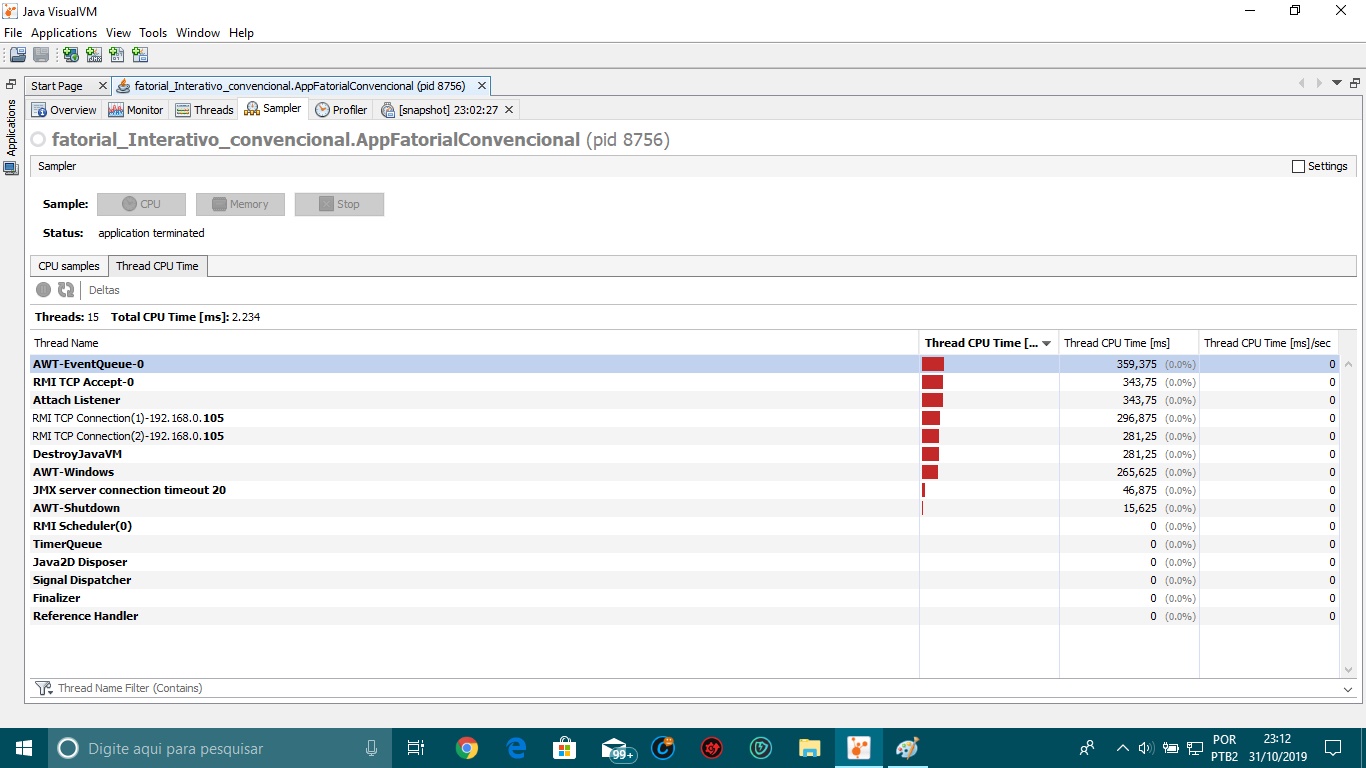 Java VisualVM
File Applications View Tools Window Help
Start Page fatorial_Interativo_convencional.AppFatorialConvencional (pid 8756)
Applications
Overview Monitor Threads Sampler Profiler [snapshot] 23:02:27
fatorial_Interativo_convencional.AppFatorialConvencional (pid 8756)
Sampler Settings
Sample: CPU Memory Stop
Status: application terminated
CPU samples Thread CPU Time
Deltas
Threads: 15 Total CPU Time [ms]: 2.234
Thread Name Thread CPU Time [... Thread CPU Time [ms] Thread CPU Time [ms]/sec
AWT-EventQueue-0 359,375 (0.0%) 0
RMI TCP Accept-0 343,75 (0.0%) 0
Attach Listener 343,75 (0.0%) 0
RMI TCP Connection(1)-192.168.0.105 296,875 (0.0%) 0
RMI TCP Connection(2)-192.168.0.105 281,25 (0.0%) 0
DestroyJavaVM 281,25 (0.0%) 0
AWT-Windows 265,625 (0.0%) 0
JMX server connection timeout 20 46,875 (0.0%) 0
AWT-Shutdown 15,625 (0.0%) 0
RMI Scheduler(0) 0 (0.0%) 0
TimerQueue 0 (0.0%) 0
Java2D Disposer 0 (0.0%) 0
Signal Dispatcher 0 (0.0%) 0
Finalizer 0 (0.0%) 0
Reference Handler 0 (0.0%) 0
Thread Name Filter (Contains)
Digite aqui para pesquisar 99+ POR 23:12
PTB2 31/10/2019